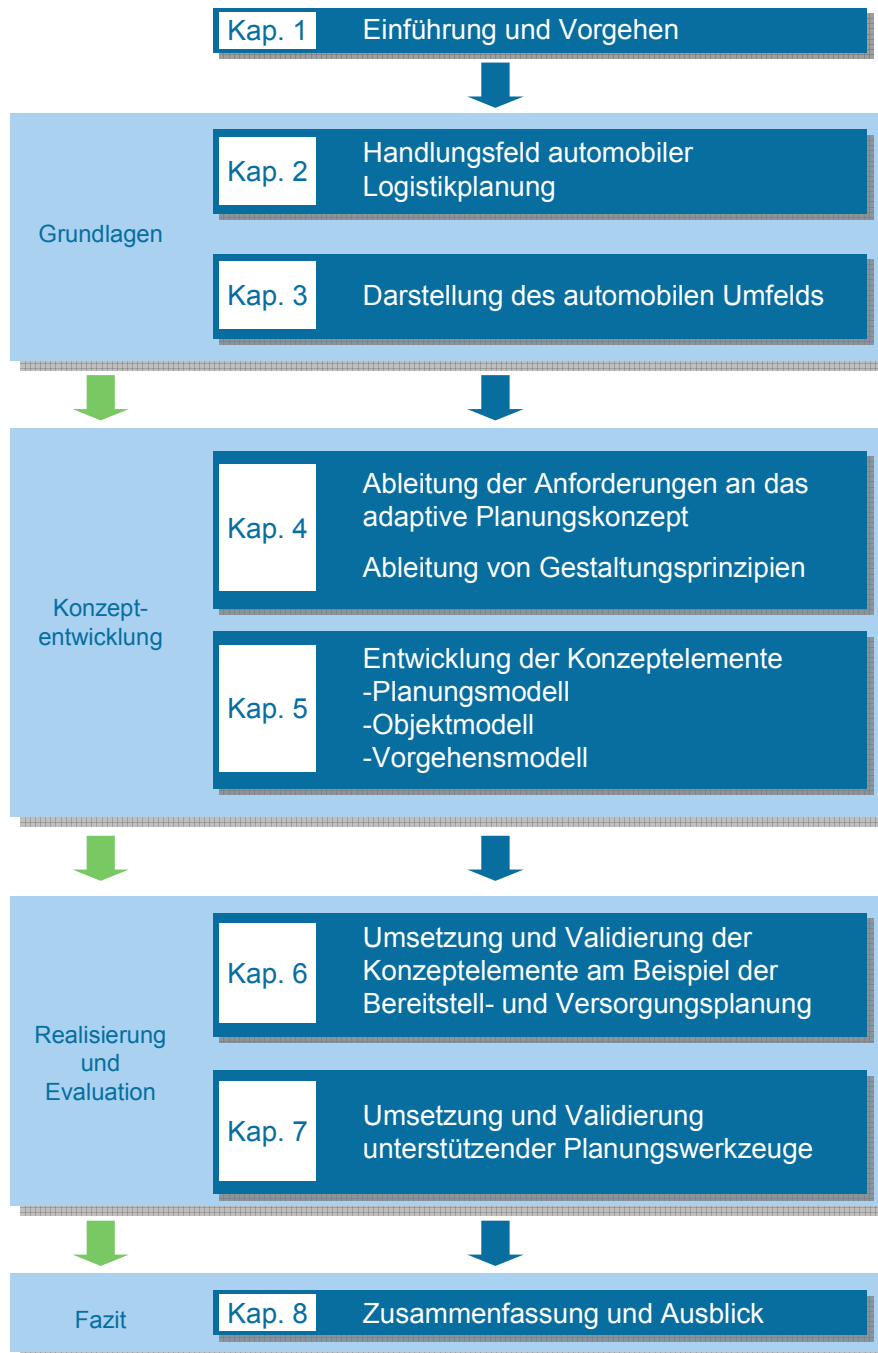 Kap. 1 Einführung und Vorgehen
Grundlagen
Kap. 2
Handlungsfeld automobiler
Logistikplanung
Kap. 3 Darstellung des automobilen Umfelds
Konzept-
entwicklung
Kap. 4
Ableitung der Anforderungen an das
adaptive Planungskonzept
Ableitung von Gestaltungsprinzipien
Kap. 5
Entwicklung der Konzeptelemente
-Planungsmodell
-Objektmodell
-Vorgehensmodell
Realisierung
und
Evaluation
Kap. 6
Umsetzung und Validierung der
Konzeptelemente am Beispiel der
Bereitstell- und Versorgungsplanung
Kap. 7
Umsetzung und Validierung
unterstützender Planungswerkzeuge
Fazit
Kap. 8 Zusammenfassung und Ausblick